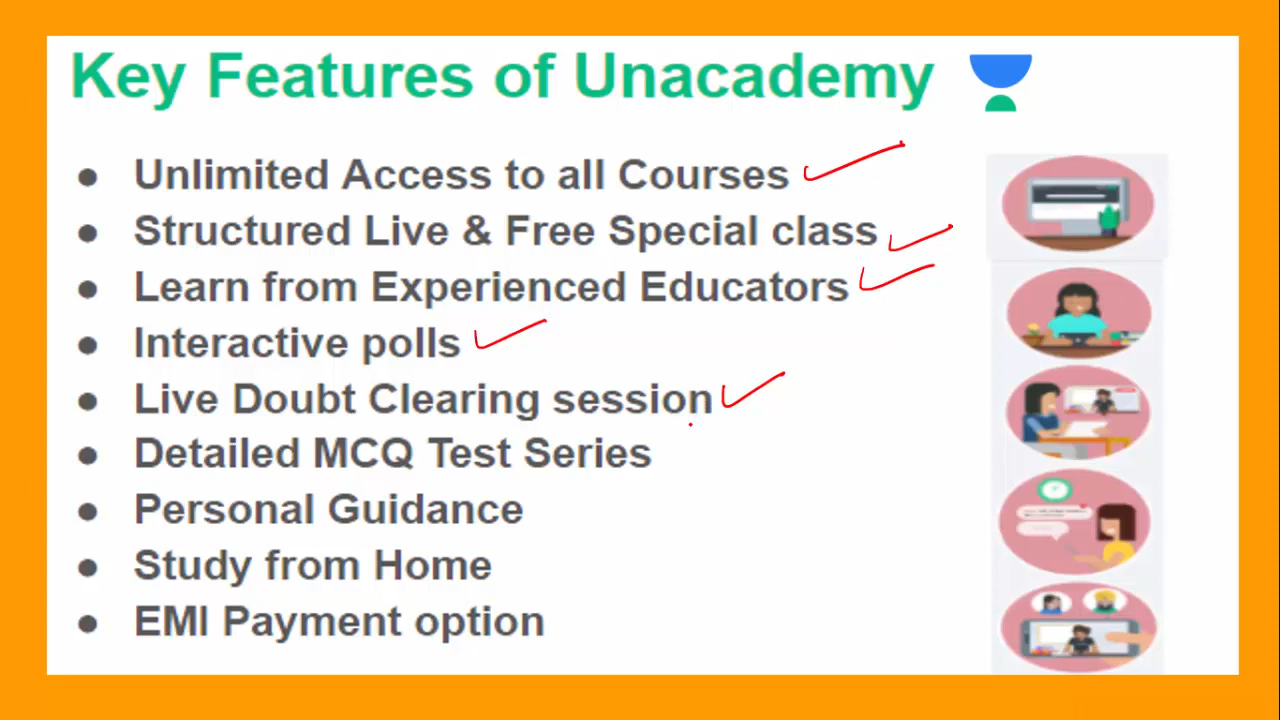 Key Features of Unacademy
● Unlimited Access to all Courses
● Structured Live & Free Special class
● Learn from Experienced Educators
● Interactive polls
● Live Doubt Clearing session
● Detailed MCQ Test Series
● Personal Guidance
● Study from Home
● EMI Payment option